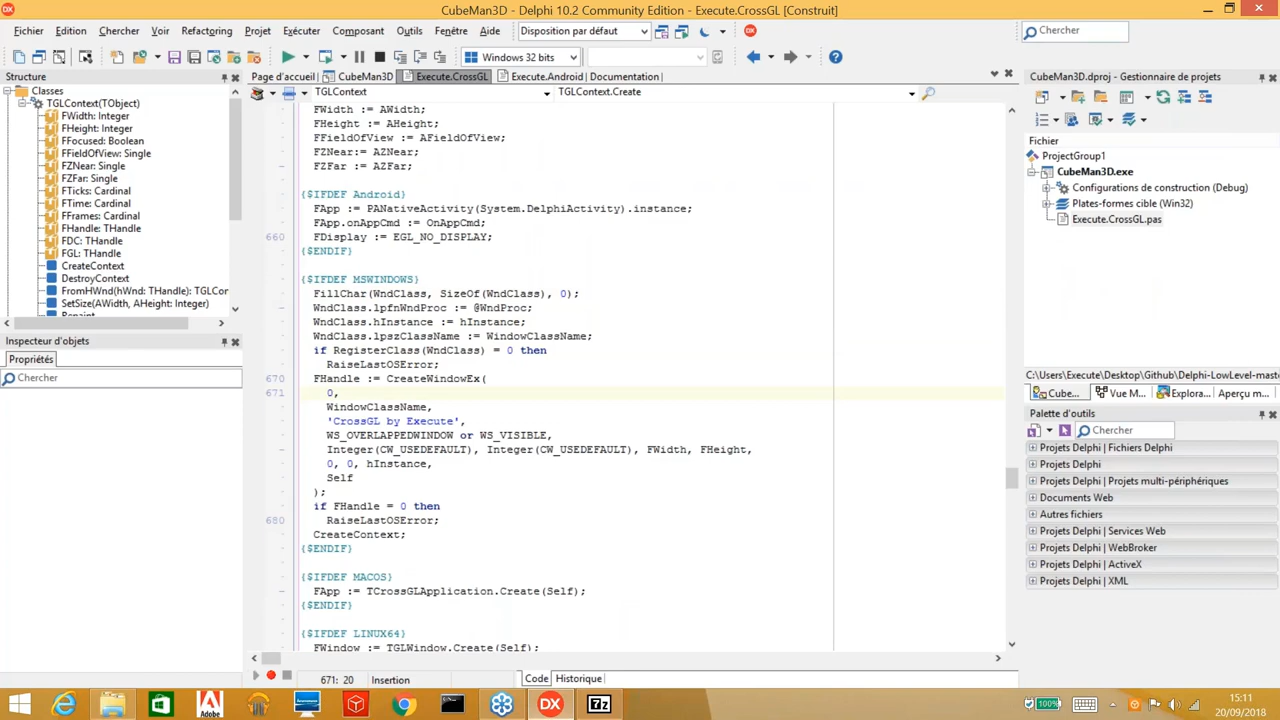 CubeMan3D - Delphi 10.2 Community Edition - Execute.CrossGL [Construit]
Fichier Edition Chercher Voir Refactoring Projet Exécuter Composant Outils Fenêtre Aide Disposition par défaut
Chercher
Windows 32 bits
Structure
Classes
TGLContext(TObject)
FWidth: Integer
FHeight: Integer
FFocused: Boolean
FFieldOfView: Single
FZNear: Single
FZFar: Single
FTicks: Cardinal
FTime: Cardinal
FFrames: Cardinal
FHandle: THandle
FDC: THandle
FGL: THandle
CreateContext
DestroyContext
FromHWnd(hWnd: THandle): TGLCon
SetSize(AWidth, AHeight: Integer)
Repaint
Inspecteur d'objets
Propriétés
Chercher
Page d'accueil CubeMan3D Execute.CrossGL Execute.Android Documentation
TGLContext TGLContext.Create
FWidth := AWidth;
FHeight := AHeight;
FFieldOfView := AFieldOfView;
FZNear:= AZNear;
FZFar := AZFar;
{$IFDEF Android}
FApp := PANativeActivity(System.DelphiActivity).instance;
FApp.onAppCmd := OnAppCmd;
660 FDisplay := EGL_NO_DISPLAY;
{$ENDIF}
{$IFDEF MSWINDOWS}
FillChar(WndClass, SizeOf(WndClass), 0);
WndClass.lpfnWndProc := @WndProc;
WndClass.hInstance := hInstance;
WndClass.lpszClassName := WindowClassName;
if RegisterClass(WndClass) = 0 then
RaiseLastOSError;
670 FHandle := CreateWindowEx(
671 0,
WindowClassName,
'CrossGL by Execute',
WS_OVERLAPPEDWINDOW or WS_VISIBLE,
Integer(CW_USEDEFAULT), Integer(CW_USEDEFAULT), FWidth, FHeight,
0, 0, hInstance,
Self
);
if FHandle = 0 then
680 RaiseLastOSError;
CreateContext;
{$ENDIF}
{$IFDEF MACOS}
FApp := TCrossGLApplication.Create(Self);
{$ENDIF}
{$IFDEF LINUX64}
FWindow := TGLWindow.Create(Self);
671: 20 Insertion Code Historique
CubeMan3D.dproj - Gestionnaire de projets
Fichier
ProjectGroup1
CubeMan3D.exe
Configurations de construction (Debug)
Plates-formes cible (Win32)
Execute.CrossGL.pas
C:\Users\Execute\Desktop\Github\Delphi-LowLevel-maste
Cube... Vue M... Explora... Aperçu m...
Palette d'outils
Chercher
Projets Delphi | Fichiers Delphi
Projets Delphi
Projets Delphi | Projets multi-périphériques
Documents Web
Autres fichiers
Projets Delphi | Services Web
Projets Delphi | WebBroker
Projets Delphi | ActiveX
Projets Delphi | XML
Adobe
DX
7z
100%
15:11
20/09/2018